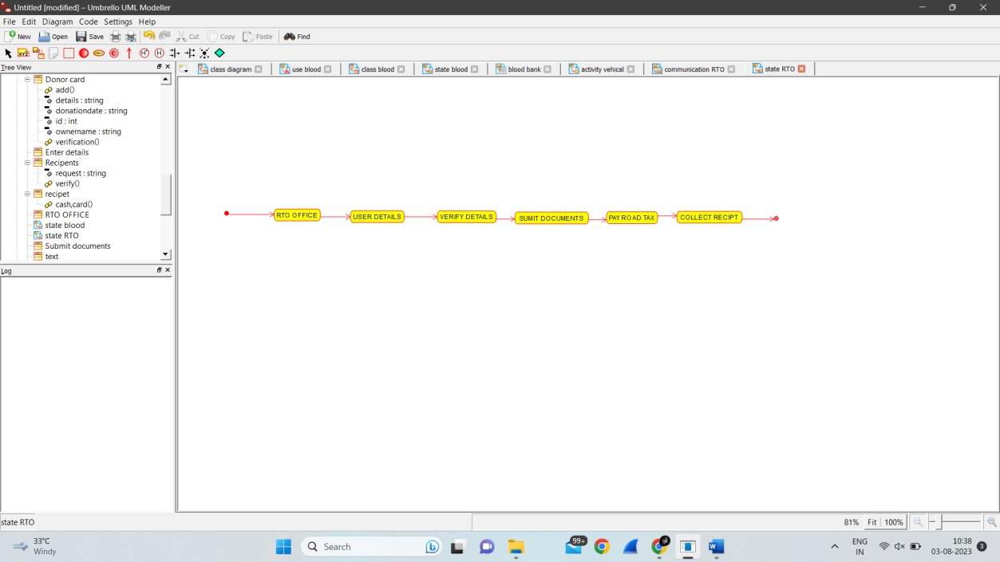 Untitled [modified] – Umbrello UML Modeller
File Edit Diagram Code Settings Help
New Open Save Cut Copy Paste Find
XYZ ABC H* H
Tree View
class diagram use blood class blood state blood blood bank activity vehical communication RTO state RTO
Donor card
add()
details : string
donationdate : string
id : int
ownername : string
verification()
Enter details
Recipents
request : string
verify()
recipet
cash,card()
RTO OFFICE
state blood
state RTO
Submit documents
text
RTO OFFICE USER DETAILS VERIFY DETAILS SUMIT DOCUMENTS PAY ROAD TAX COLLECT RECIPT
Log
state RTO
81% Fit 100%
33°C
Windy
Search
99+
ENG
IN
10:38
03-08-2023
3